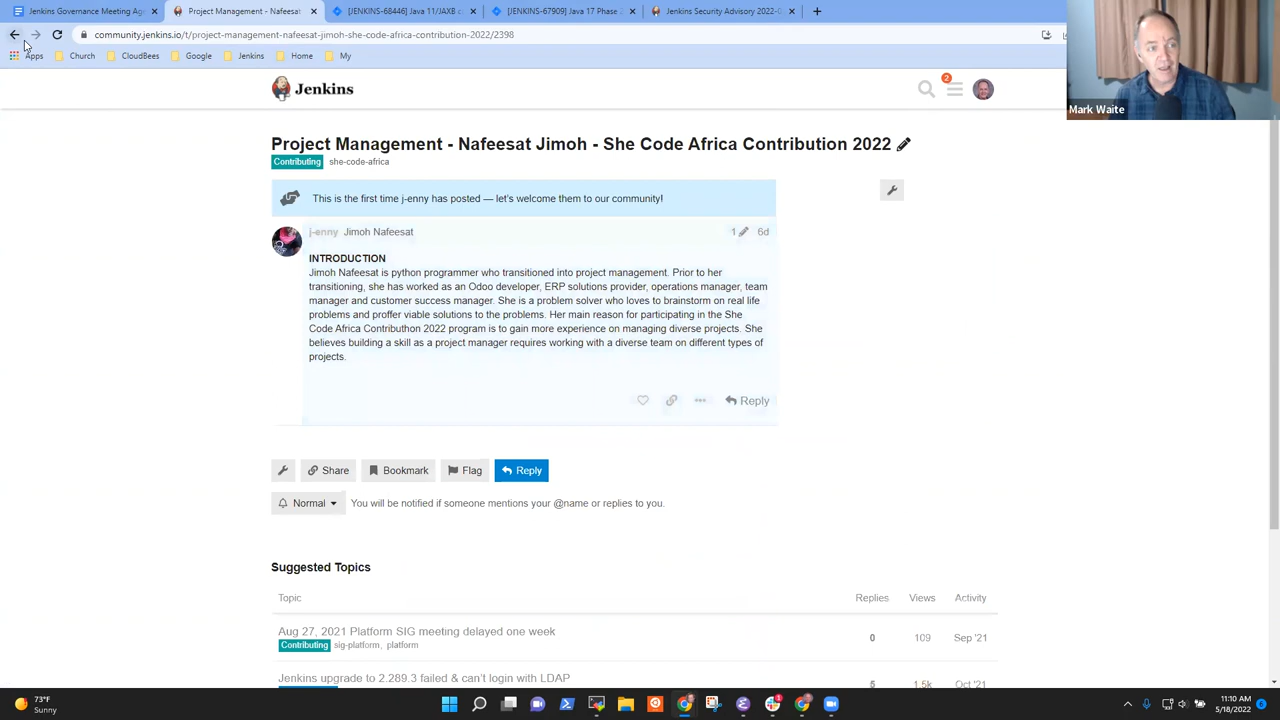 Governance Meeting Ag
Project Management - Nafeesat
[JENKINS-68446] Java 11/JAXB c
[JENKINS-67909] Java 17 Phase
Jenkins Security Advisory 2022-0
community.jenkins.io/t/project-management-nafeesat-jimoh-she-code-africa-contribution-2022/2398
Apps Church CloudBees Google Jenkins Home My
Mark Waite
Jenkins
2
Project Management - Nafeesat Jimoh - She Code Africa Contribution 2022
Contributing she-code-africa
This is the first time j-enny has posted — let's welcome them to our community!
j-enny Jimoh Nafeesat 1 6d
INTRODUCTION
Jimoh Nafeesat is python programmer who transitioned into project management. Prior to her
transitioning, she has worked as an Odoo developer, ERP solutions provider, operations manager, team
manager and customer success manager. She is a problem solver who loves to brainstorm on real life
problems and proffer viable solutions to the problems. Her main reason for participating in the She
Code Africa Contributhon 2022 program is to gain more experience on managing diverse projects. She
believes building a skill as a project manager requires working with a diverse team on different types of
projects.
Reply
Share Bookmark Flag Reply
Normal You will be notified if someone mentions your @name or replies to you.
Suggested Topics
Topic Replies Views Activity
Aug 27, 2021 Platform SIG meeting delayed one week 0 109 Sep '21
Contributing sig-platform, platform
Jenkins upgrade to 2.289.3 failed & can't login with LDAP 5 1.5k Oct '21
73°F
Sunny
11:10 AM
5/18/2022